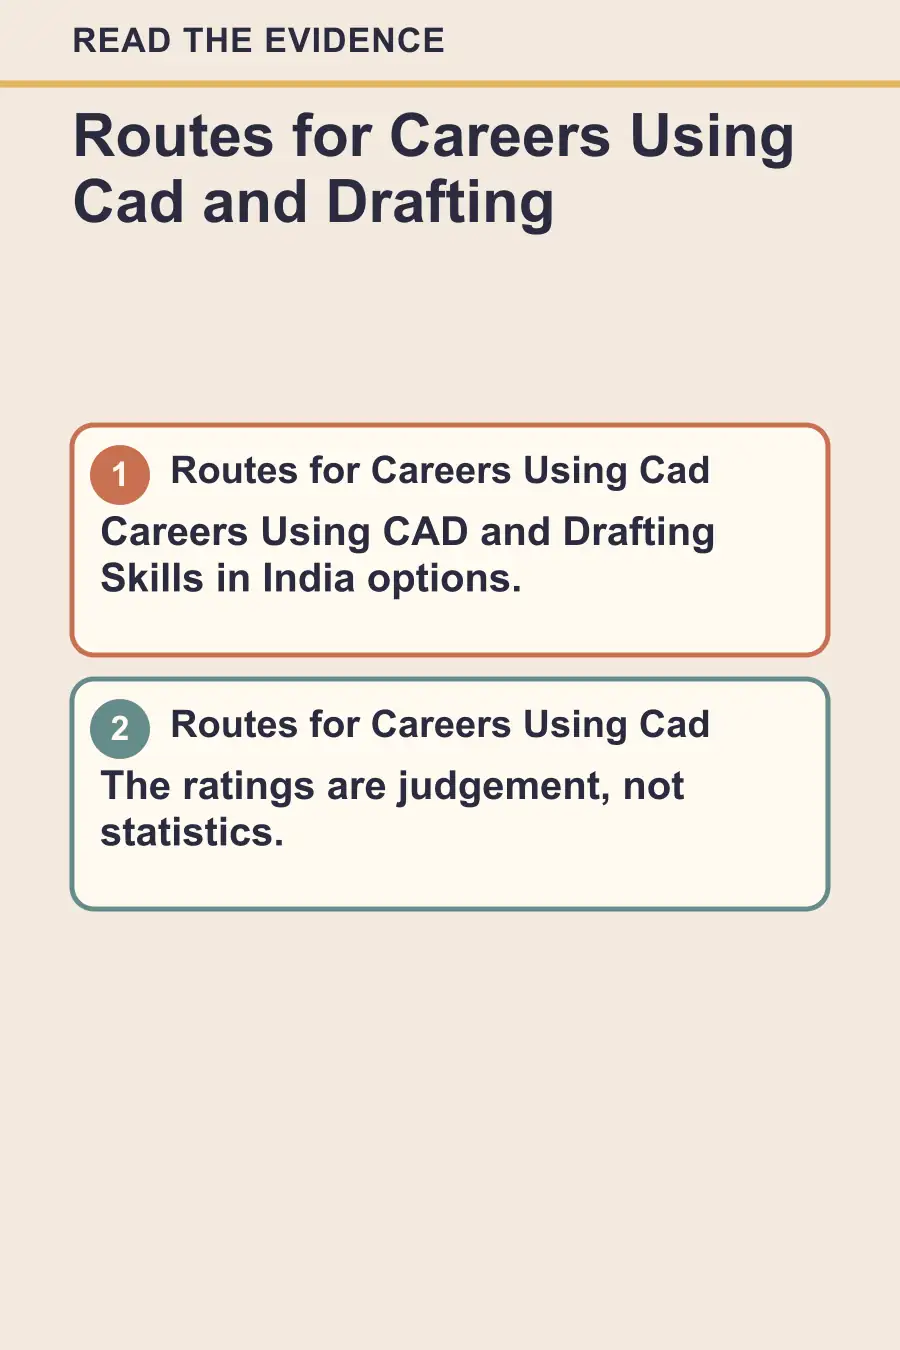 READ THE EVIDENCE
Routes for Careers Using
Cad and Drafting
1 Routes for Careers Using Cad
Careers Using CAD and Drafting
Skills in India options.
2 Routes for Careers Using Cad
The ratings are judgement, not
statistics.